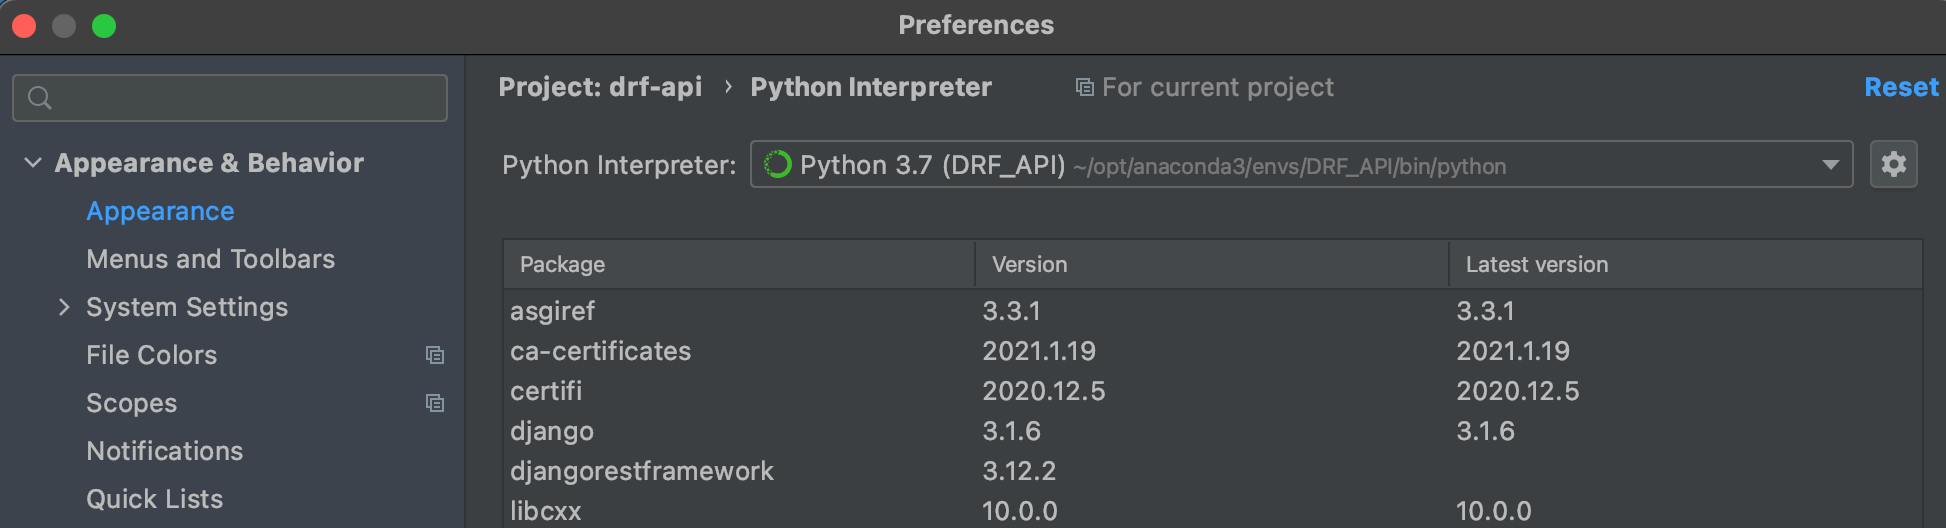 Preferences
Project: drf-api › Python Interpreter For current project Reset
Python Interpreter: Python 3.7 (DRF_API) ~/opt/anaconda3/envs/DRF_API/bin/python
Appearance & Behavior
Appearance
Menus and Toolbars
System Settings
File Colors
Scopes
Notifications
Quick Lists
Package Version Latest version
asgiref 3.3.1 3.3.1
ca-certificates 2021.1.19 2021.1.19
certifi 2020.12.5 2020.12.5
django 3.1.6 3.1.6
djangorestframework 3.12.2
libcxx 10.0.0 10.0.0